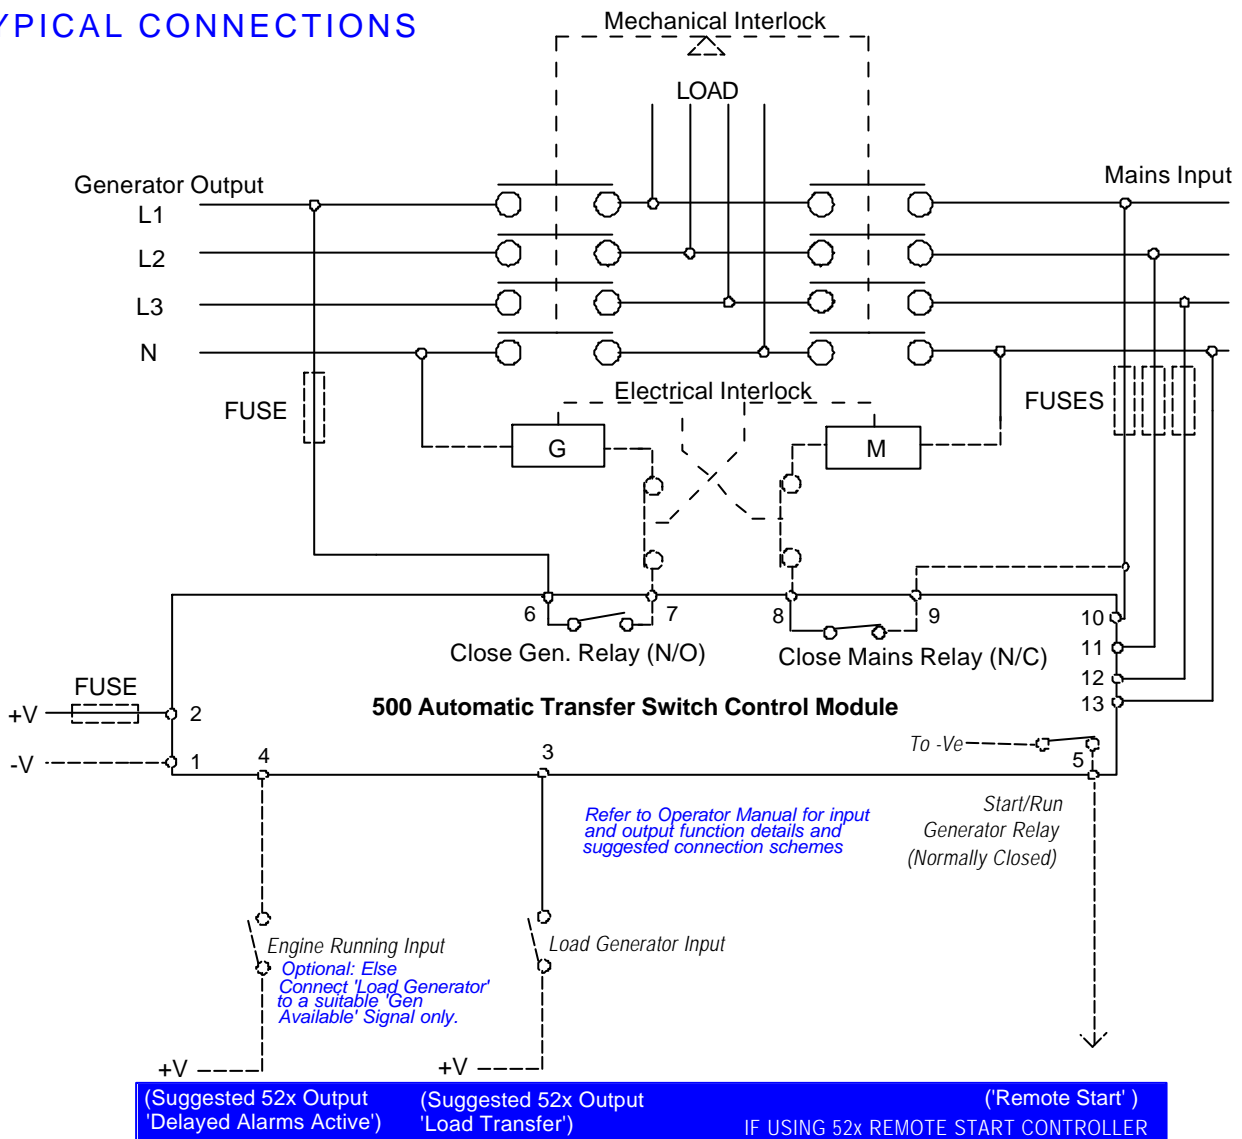 YPICAL CONNECTIONS
Mechanical Interlock
LOAD
Generator Output
Mains Input
L1
L2
L3
N
FUSE
Electrical Interlock
FUSES
G
M
6
7
8
9
10
11
12
13
Close Gen. Relay (N/O)
Close Mains Relay (N/C)
FUSE
+V
2
500 Automatic Transfer Switch Control Module
-V
1
4
3
To -Ve
5
Refer to Operator Manual for input
and output function details and
suggested connection schemes
Start/Run
Generator Relay
(Normally Closed)
Engine Running Input
Optional: Else
Connect 'Load Generator'
to a suitable 'Gen
Available' Signal only.
Load Generator Input
+V
+V
(Suggested 52x Output
'Delayed Alarms Active')
(Suggested 52x Output
'Load Transfer')
('Remote Start' )
IF USING 52x REMOTE START CONTROLLER